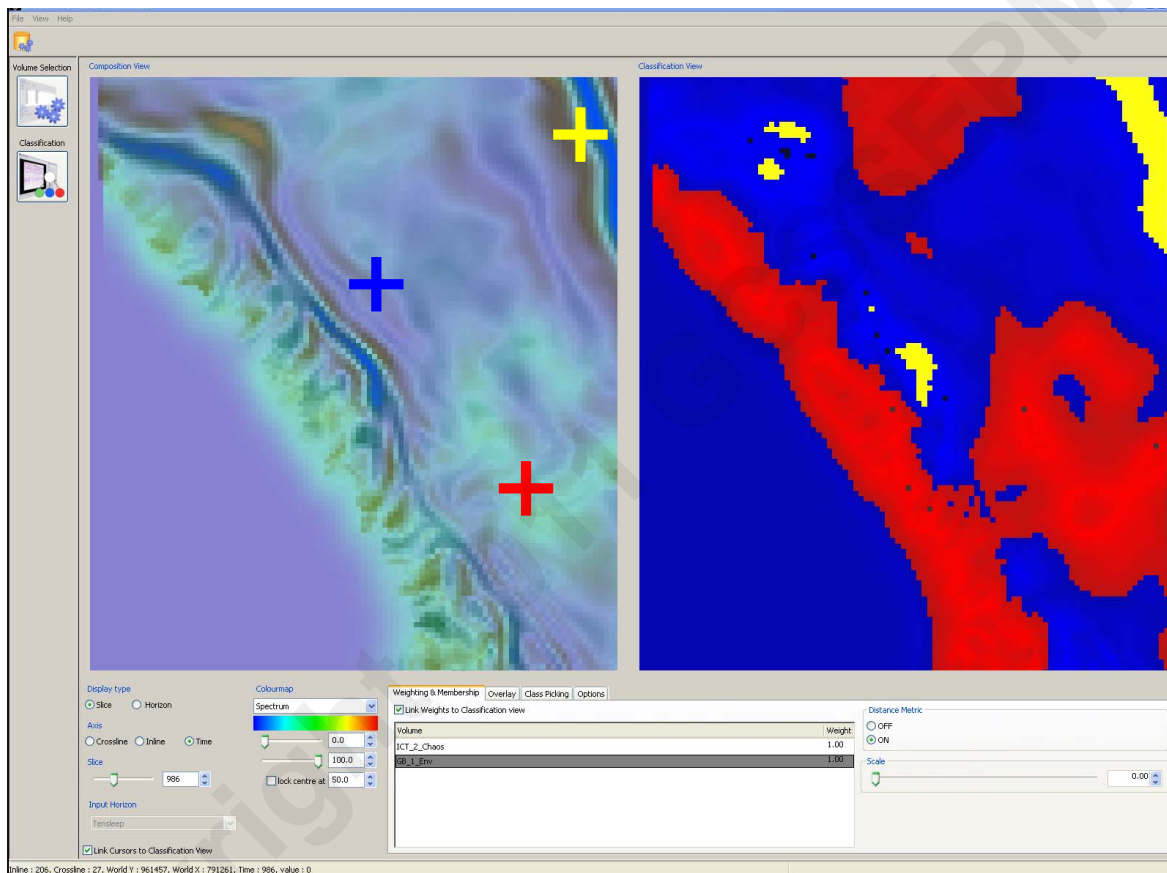 File View Help
Volume Selection
Classification
Composition View
Classification View
Display type
Slice Horizon
Axis
Crossline Inline Time
Slice
986
Input Horizon
Tensleep
Link Cursors to Classification View
Colourmap
Spectrum
0.0
100.0
lock centre at 50.0
Weighting & Membership Overlay Class Picking Options
Link Weights to Classification view
Volume Weight
ICT_2_Chaos 1.00
GB_1_Env 1.00
Distance Metric
OFF
ON
Scale
0.00
Inline : 206, Crossline : 27, World Y : 961457, World X : 791261, Time : 986, value : 0